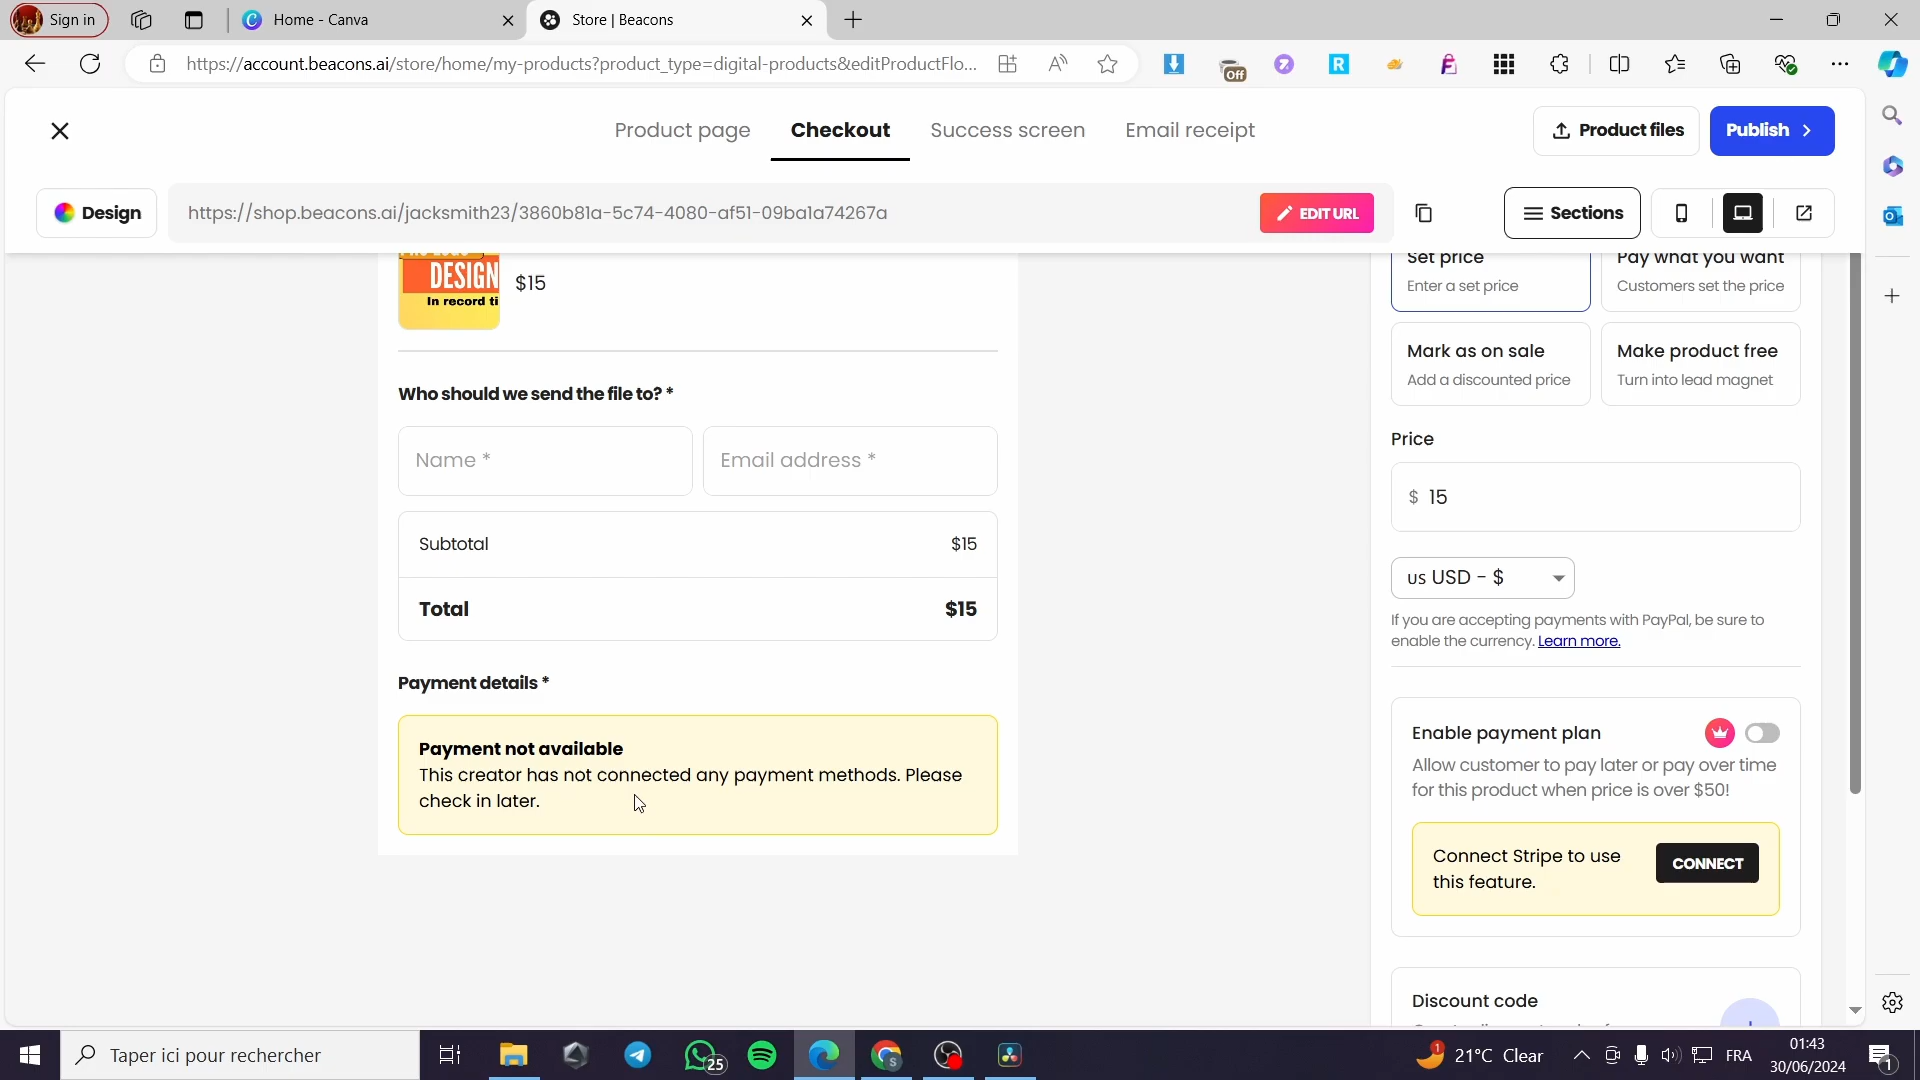 Sign in
Home - Canva
Store | Beacons
https://account.beacons.ai/store/home/my-products?product_type=digital-products&editProductFlo...
Off
Product page
Checkout
Success screen
Email receipt
Product files
Publish
Design
https://shop.beacons.ai/jacksmith23/3860b81a-5c74-4080-af51-09ba1a74267a
EDIT URL
Sections
DESIGN
In record ti
$15
Who should we send the file to? *
Name *
Email address *
Subtotal
$15
Total
$15
Payment details *
Payment not available
This creator has not connected any payment methods. Please
check in later.
Set price
Enter a set price
Pay what you want
Customers set the price
Mark as on sale
Add a discounted price
Make product free
Turn into lead magnet
Price
$ 15
us USD - $
If you are accepting payments with PayPal, be sure to
enable the currency. Learn more.
Enable payment plan
Allow customer to pay later or pay over time
for this product when price is over $50!
Connect Stripe to use
this feature.
CONNECT
Discount code
Taper ici pour rechercher
25
1
21°C Clear
FRA
01:43
30/06/2024
1